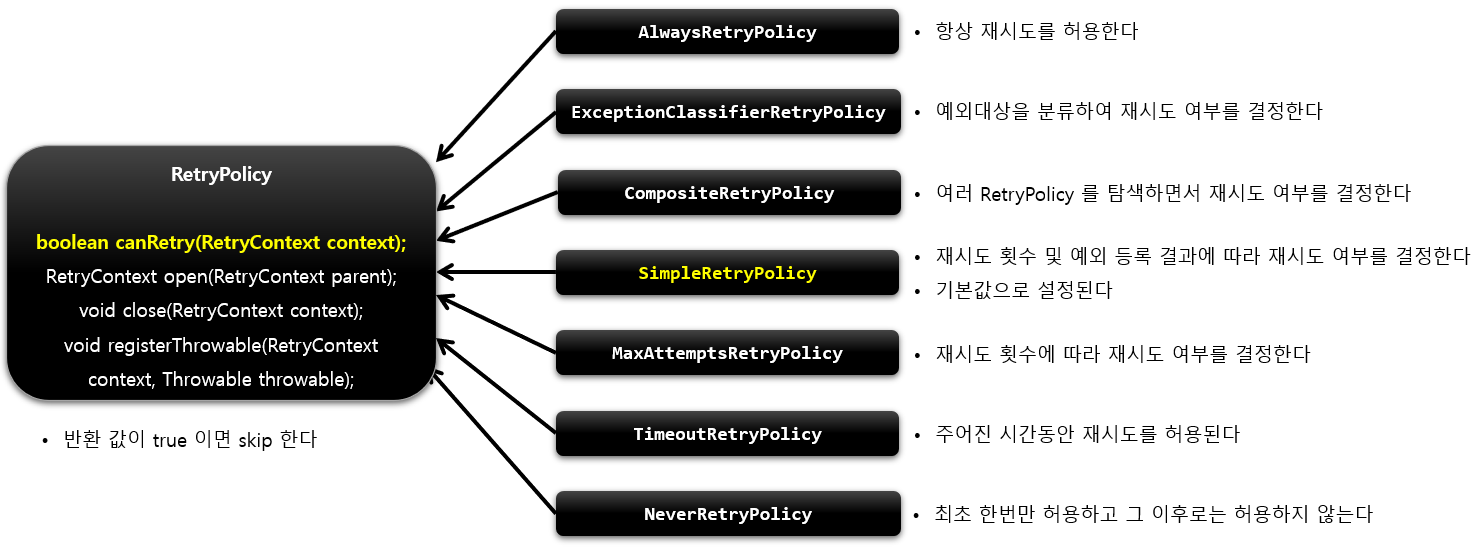 AlwaysRetryPolicy
• 항상 재시도를 허용한다
ExceptionClassifierRetryPolicy
• 예외대상을 분류하여 재시도 여부를 결정한다
RetryPolicy
boolean canRetry(RetryContext context);
RetryContext open(RetryContext parent);
void close(RetryContext context);
void registerThrowable(RetryContext
context, Throwable throwable);
• 반환 값이 true 이면 skip 한다
CompositeRetryPolicy
• 여러 RetryPolicy 를 탐색하면서 재시도 여부를 결정한다
SimpleRetryPolicy
• 재시도 횟수 및 예외 등록 결과에 따라 재시도 여부를 결정한다
• 기본값으로 설정된다
MaxAttemptsRetryPolicy
• 재시도 횟수에 따라 재시도 여부를 결정한다
TimeoutRetryPolicy
• 주어진 시간동안 재시도를 허용된다
NeverRetryPolicy
• 최초 한번만 허용하고 그 이후로는 허용하지 않는다